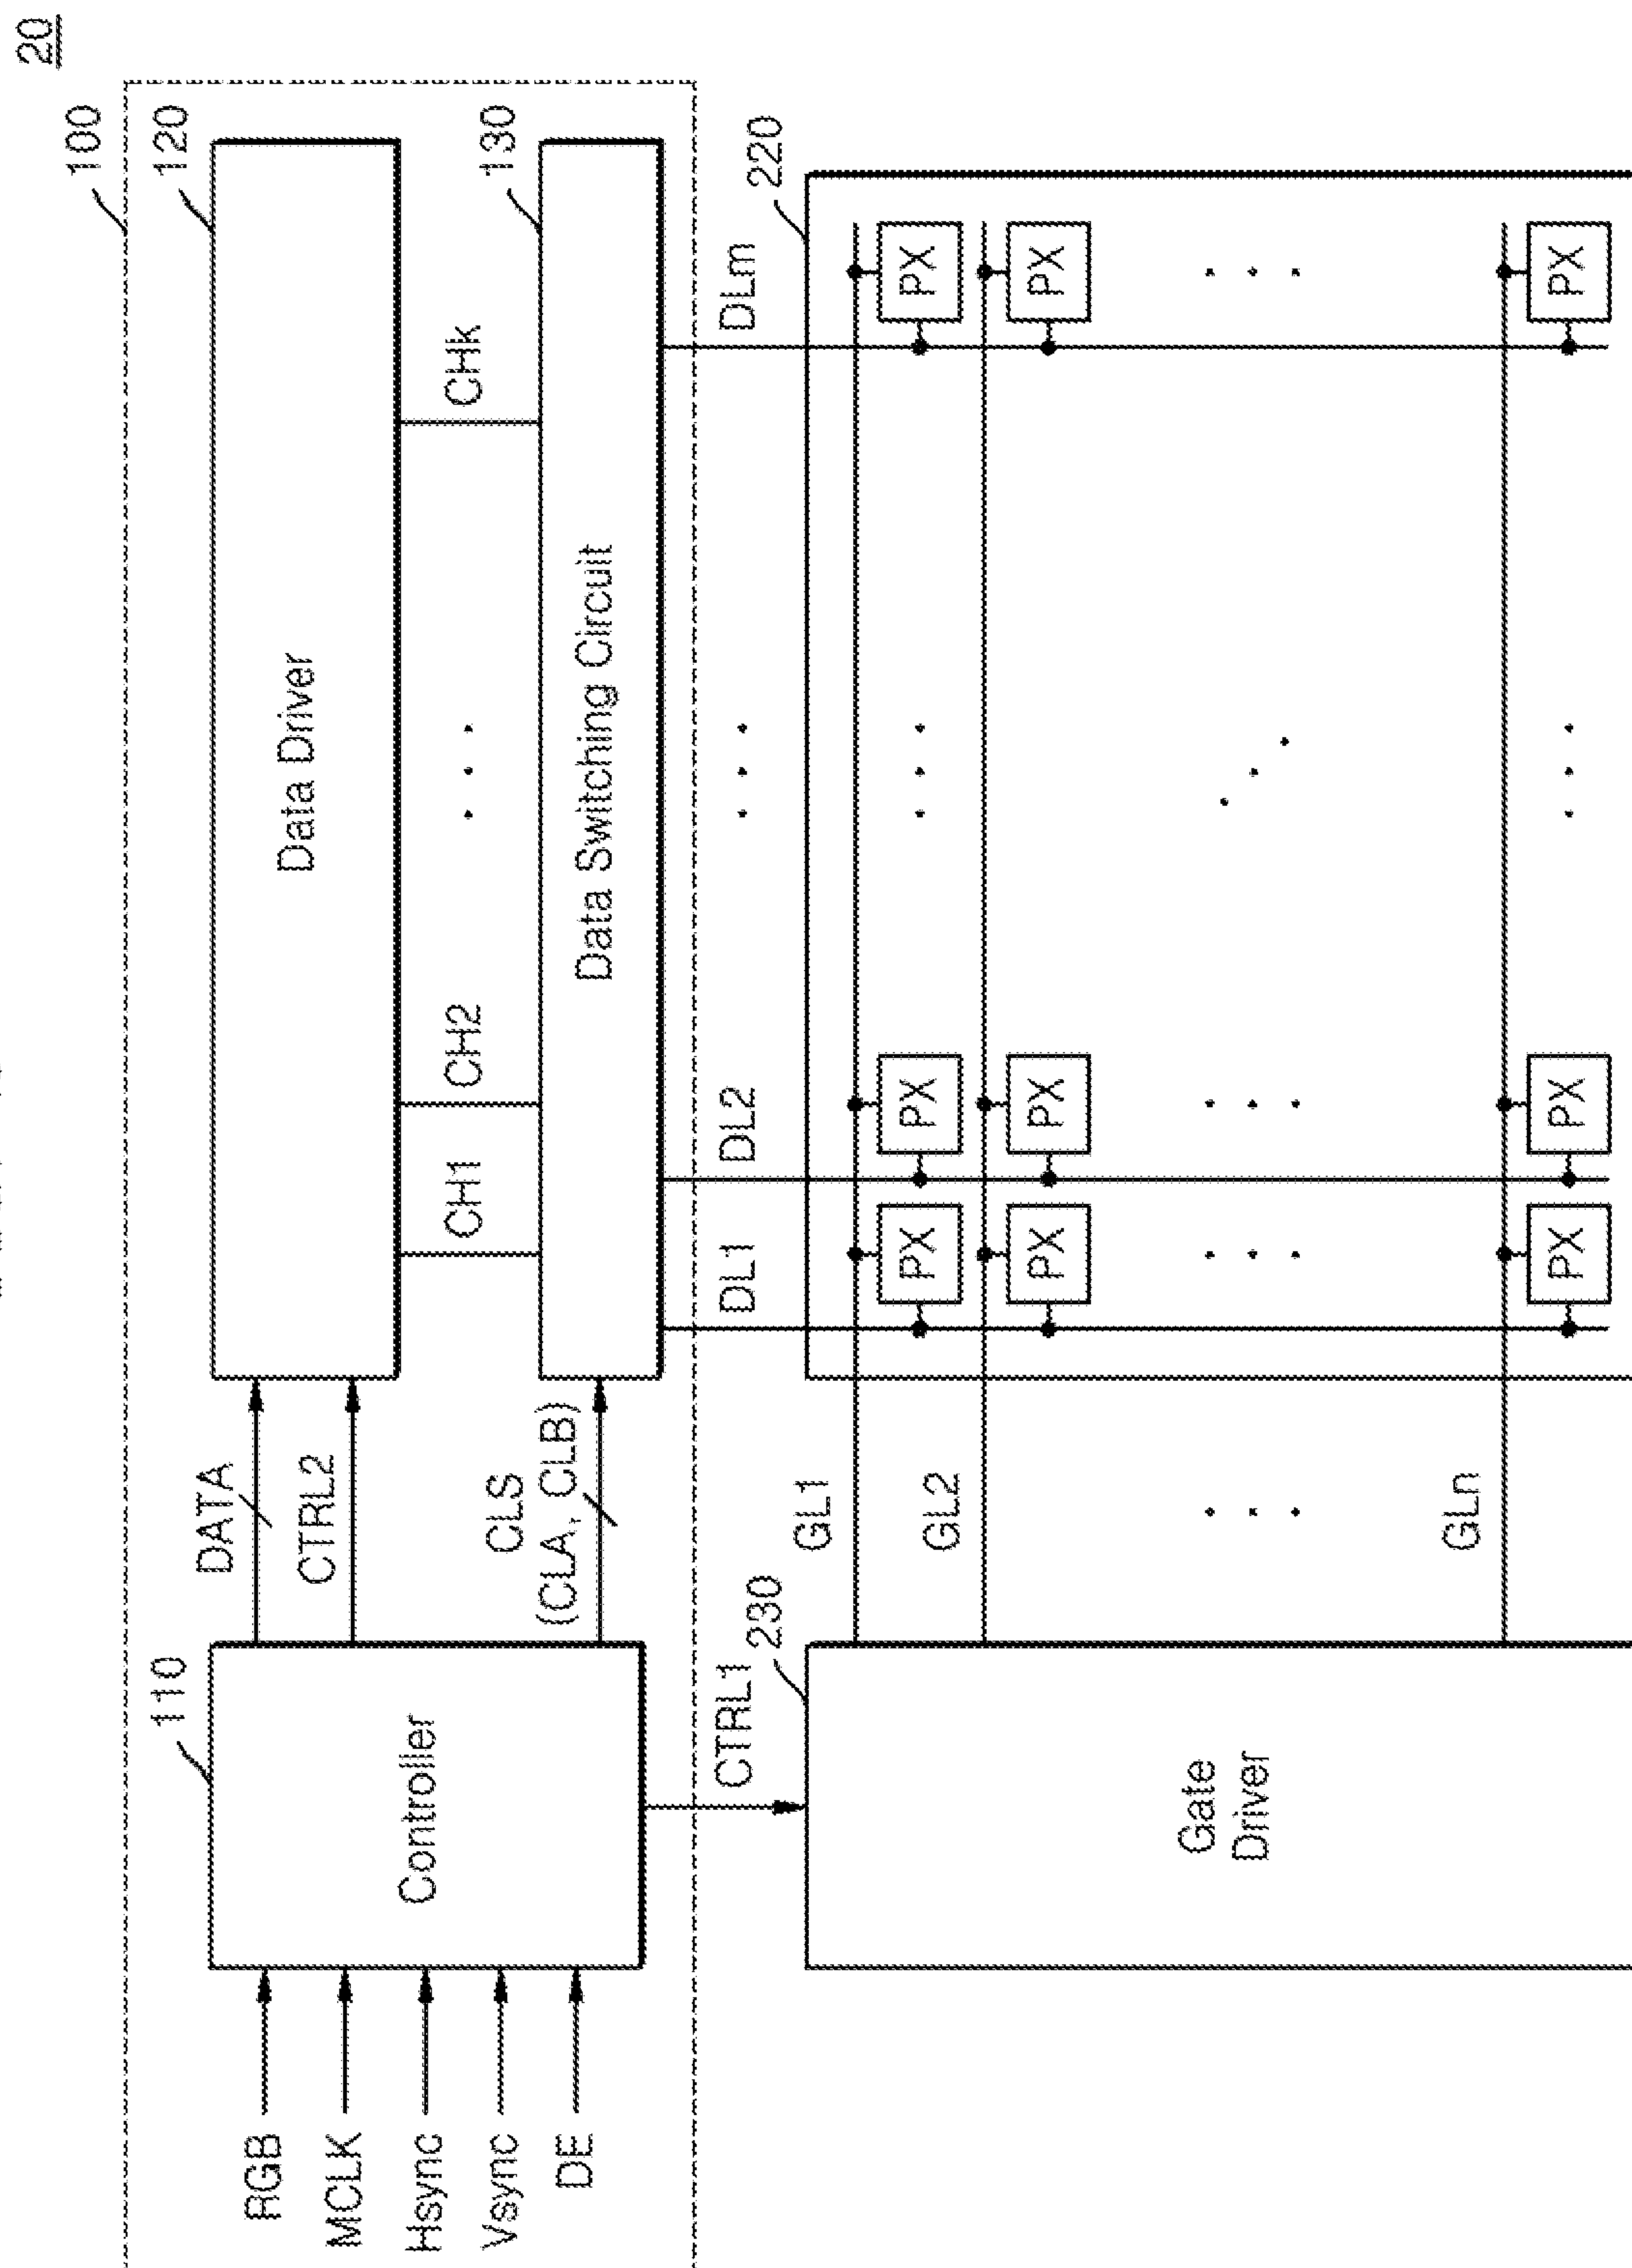 20
100
110
120
130
RGB
MCLK
Hsync
Vsync
DE
Controller
DATA
CTRL2
CLS
(CLA, CLB)
Data Driver
CH1
CH2
CHk
Data Switching Circuit
CTRL1
DL1
DL2
DLm
230
220
Gate
Driver
GL1
GL2
GLn
PX
PX
PX
PX
PX
PX
PX
PX
PX